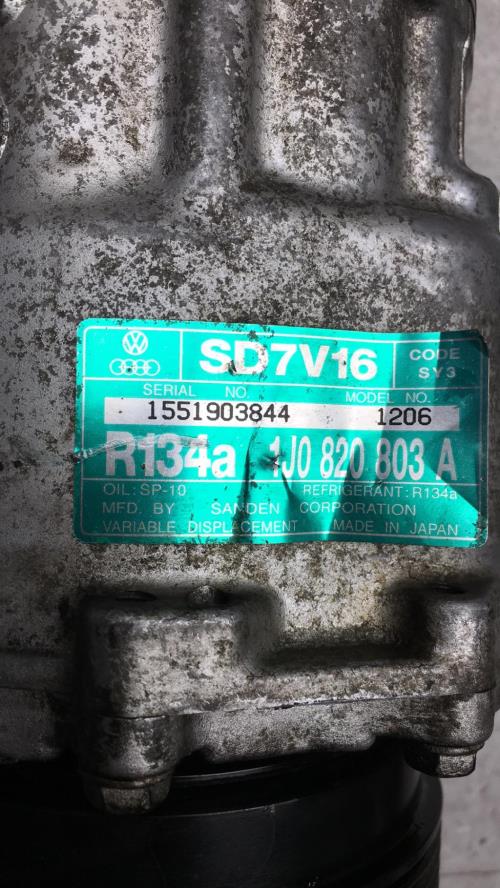 SD7V16
CODE
SY3
SERIAL NO.
MODEL NO.
1551903844
1206
R134a 1J0 820 803 A
OIL: SP-10
REFRIGERANT: R134a
MFD. BY SANDEN CORPORATION
VARIABLE DISPLACEMENT MADE IN JAPAN